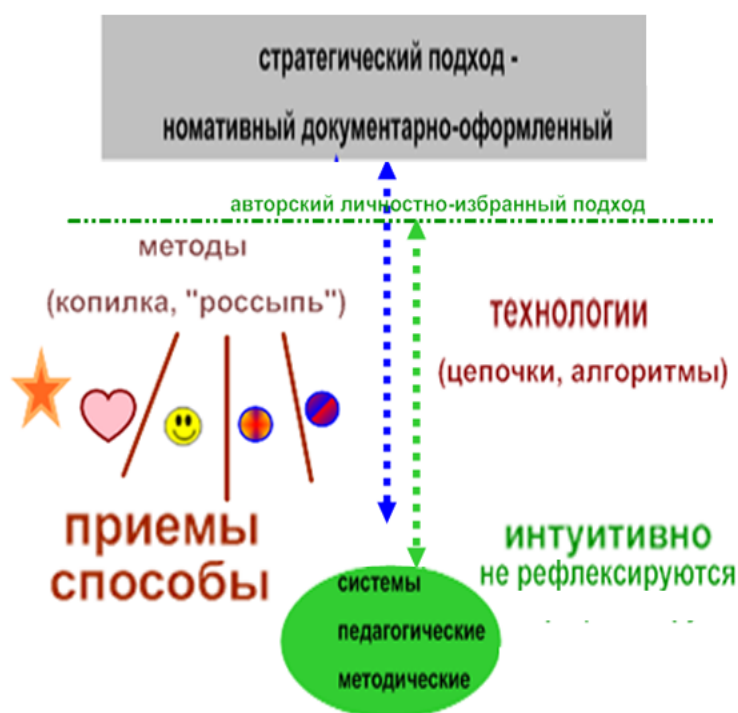 стратегический подход -
номативный документарно-оформленный
авторский личностно-избранный подход
методы
(копилка, "россыпь")
технологии
(цепочки, алгоритмы)
приемы
способы
интуитивно
не рефлексируются
системы
педагогические
методические